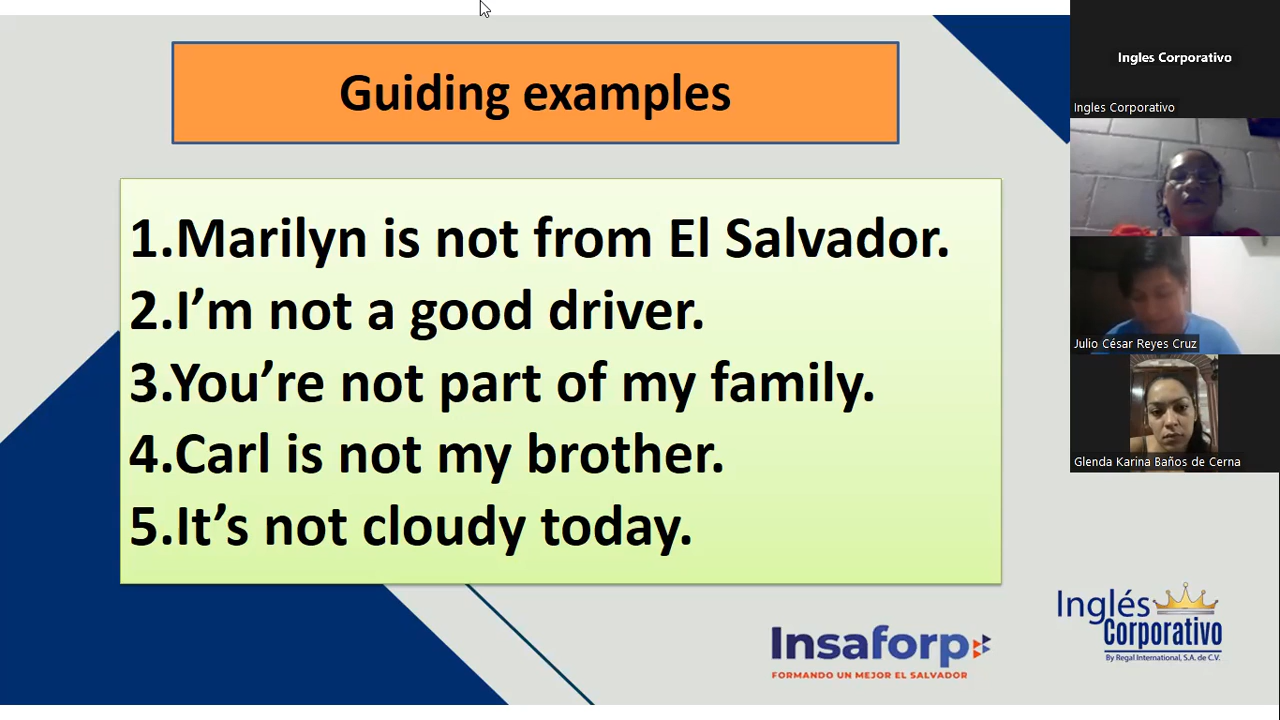 Guiding examples
1.Marilyn is not from El Salvador.
2.I’m not a good driver.
3.You’re not part of my family.
4.Carl is not my brother.
5.It’s not cloudy today.
Insaforp
FORMANDO UN MEJOR EL SALVADOR
Inglés
Corporativo
By Regal International, S.A. de C.V.
Ingles Corporativo
Ingles Corporativo
Julio César Reyes Cruz
Glenda Karina Baños de Cerna